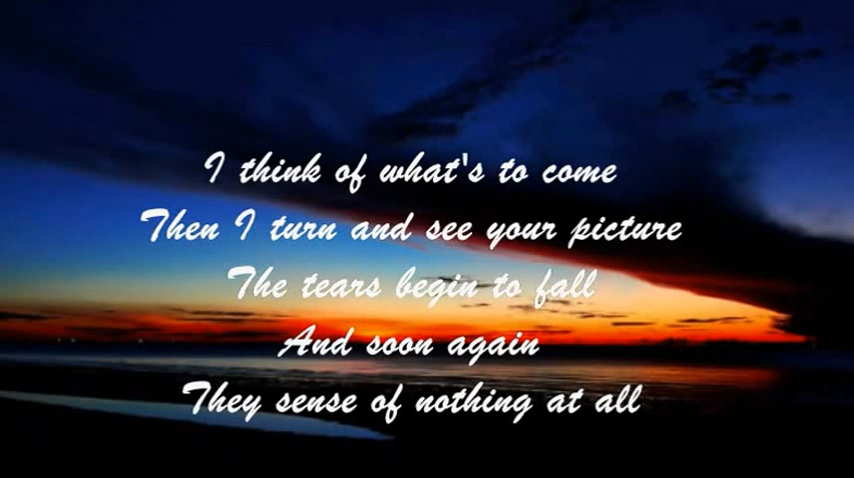 I think of what's to come
Then I turn and see your picture
The tears begin to fall
And soon again
They sense of nothing at all